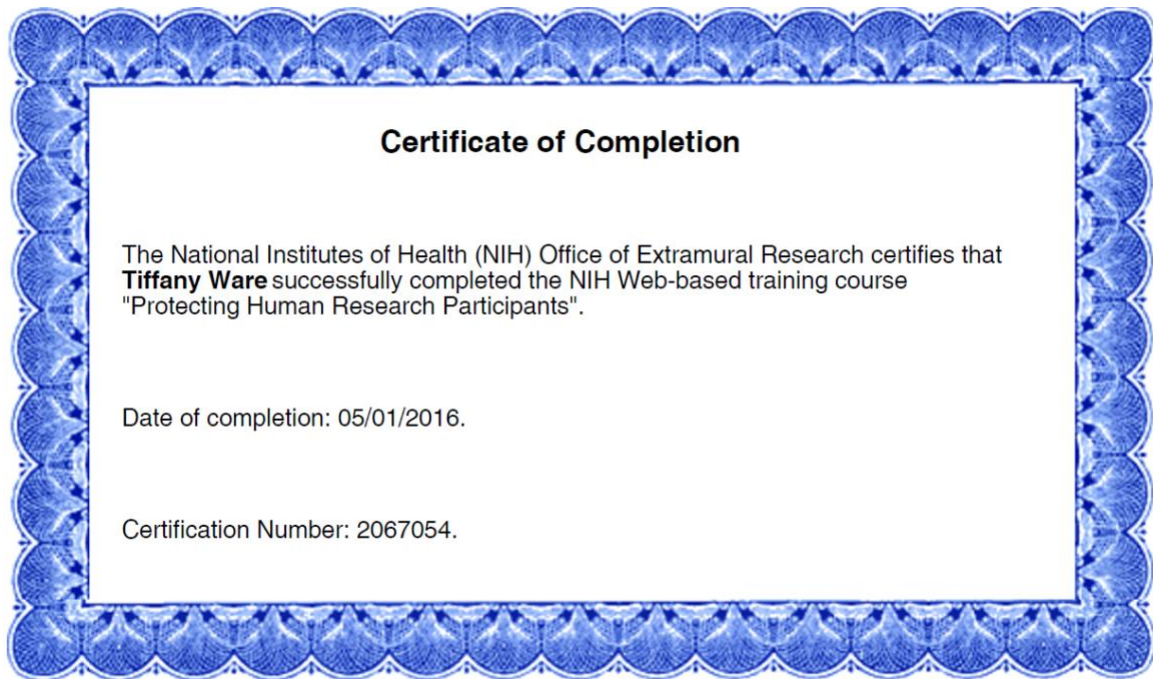 Certificate of Completion
The National Institutes of Health (NIH) Office of Extramural Research certifies that
Tiffany Ware successfully completed the NIH Web-based training course
"Protecting Human Research Participants".
Date of completion: 05/01/2016.
Certification Number: 2067054.